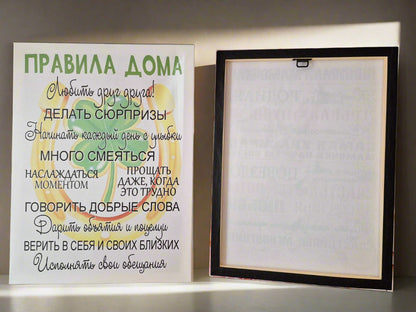 ПРАВИЛА ДОМА
Любить друг друга!
ДЕЛАТЬ СЮРПРИЗЫ
Начинать каждый день с улыбки
МНОГО СМЕЯТЬСЯ
НАСЛАЖДАТЬСЯ
МОМЕНТОМ
ПРОЩАТЬ
ДАЖЕ, КОГДА
ЭТО ТРУДНО
ГОВОРИТЬ ДОБРЫЕ СЛОВА
Дарить объятия и поцелуи
ВЕРИТЬ В СЕБЯ И СВОИХ БЛИЗКИХ
Исполнять свои обещания